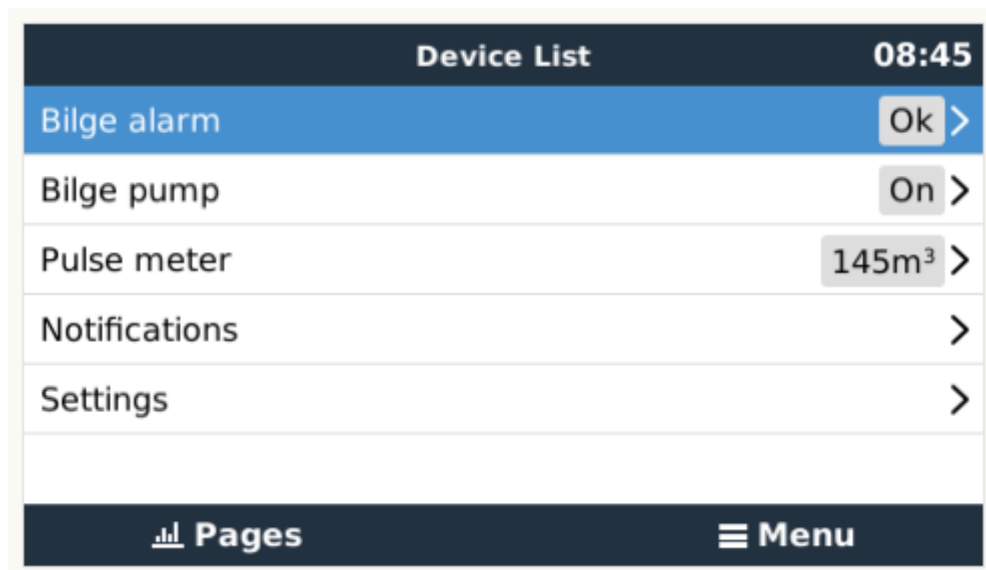 Device List 08:45
Bilge alarm Ok
Bilge pump On
Pulse meter 145m³
Notifications
Settings
Pages Menu